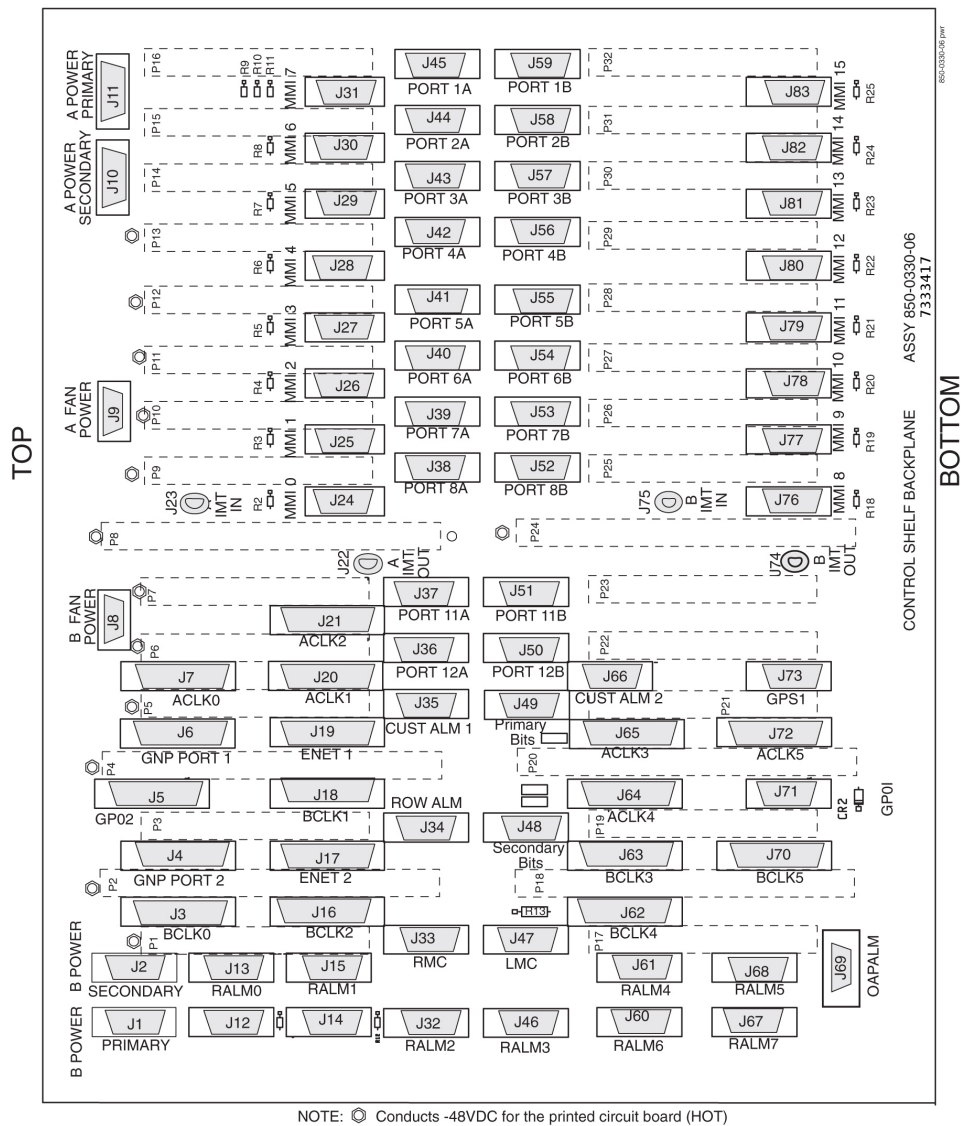 850-0330-06 pwr
TOP
BOTTOM
A POWER
PRIMARY
J11
A POWER
SECONDARY
J10
A FAN
POWER
J9
B FAN
POWER
J8
P16
R9
R10
R11
MMI 7
J31
J45
PORT 1A
J59
PORT 1B
P32
J83
MMI 15
R25
P15
R8
MMI 6
J30
J44
PORT 2A
J58
PORT 2B
P31
J82
MMI 14
R24
P14
R7
MMI 5
J29
J43
PORT 3A
J57
PORT 3B
P30
J81
MMI 13
R23
P13
R6
MMI 4
J28
J42
PORT 4A
J56
PORT 4B
P29
J80
MMI 12
R22
P12
R5
MMI 3
J27
J41
PORT 5A
J55
PORT 5B
P28
J79
MMI 11
R21
P11
R4
MMI 2
J26
J40
PORT 6A
J54
PORT 6B
P27
J78
MMI 10
R20
P10
R3
MMI 1
J25
J39
PORT 7A
J53
PORT 7B
P26
J77
MMI 9
R19
P9
J23
A
IMT
IN
R2
MMI 0
J24
J38
PORT 8A
J52
PORT 8B
P25
J75
B
IMT
IN
J76
MMI 8
R18
P8
J22
A
IMT
OUT
P24
J74
B
IMT
OUT
P7
J21
ACLK2
J37
PORT 11A
J51
PORT 11B
P23
P6
J7
ACLK0
J20
ACLK1
J36
PORT 12A
J50
PORT 12B
P22
J66
CUST ALM 2
J73
GPS1
P5
J6
GNP PORT 1
J19
ENET 1
J35
CUST ALM 1
J49
Primary
Bits
J65
ACLK3
P21
J72
ACLK5
P4
J5
GP02
J18
BCLK1
ROW ALM
J34
P20
J64
ACLK4
J71
CR2
GP0I
P3
J4
GNP PORT 2
J17
ENET 2
J48
Secondary
Bits
P19
J63
BCLK3
J70
BCLK5
P2
J3
BCLK0
J16
BCLK2
P18
R13
J62
BCLK4
P1
J33
RMC
J47
LMC
P17
J69
OAPALM
B POWER
J2
SECONDARY
J13
RALM0
J15
RALM1
J61
RALM4
J68
RALM5
B POWER
J1
PRIMARY
J12
J14
J32
RALM2
J46
RALM3
J60
RALM6
J67
RALM7
CONTROL SHELF BACKPLANE
ASSY 850-0330-06
7333417
NOTE: Conducts -48VDC for the printed circuit board (HOT)